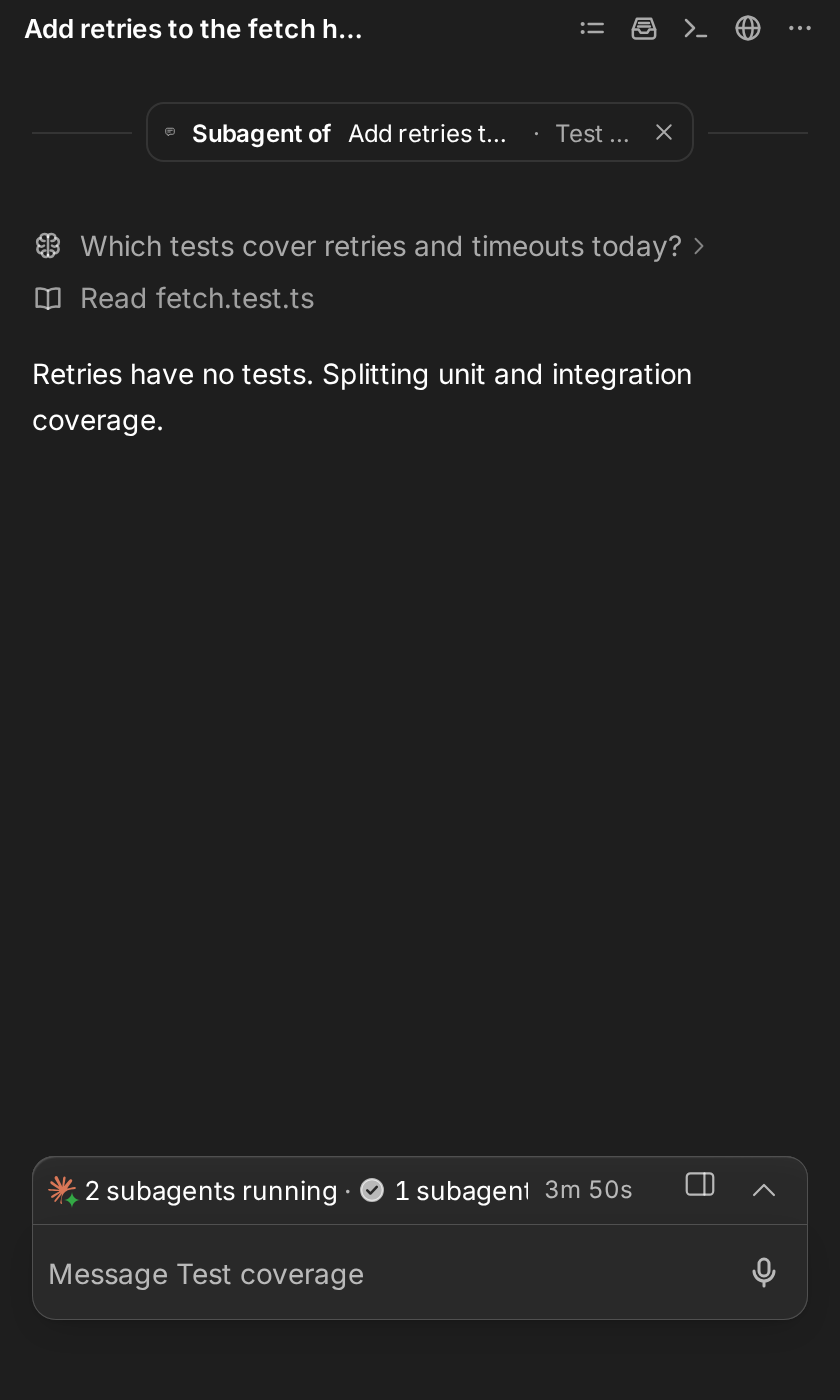 Add retries to the fetch h...
Subagent of Add retries t... · Test ...
Which tests cover retries and timeouts today?
Read fetch.test.ts
Retries have no tests. Splitting unit and integration
coverage.
2 subagents running · 1 subagent 3m 50s
Message Test coverage